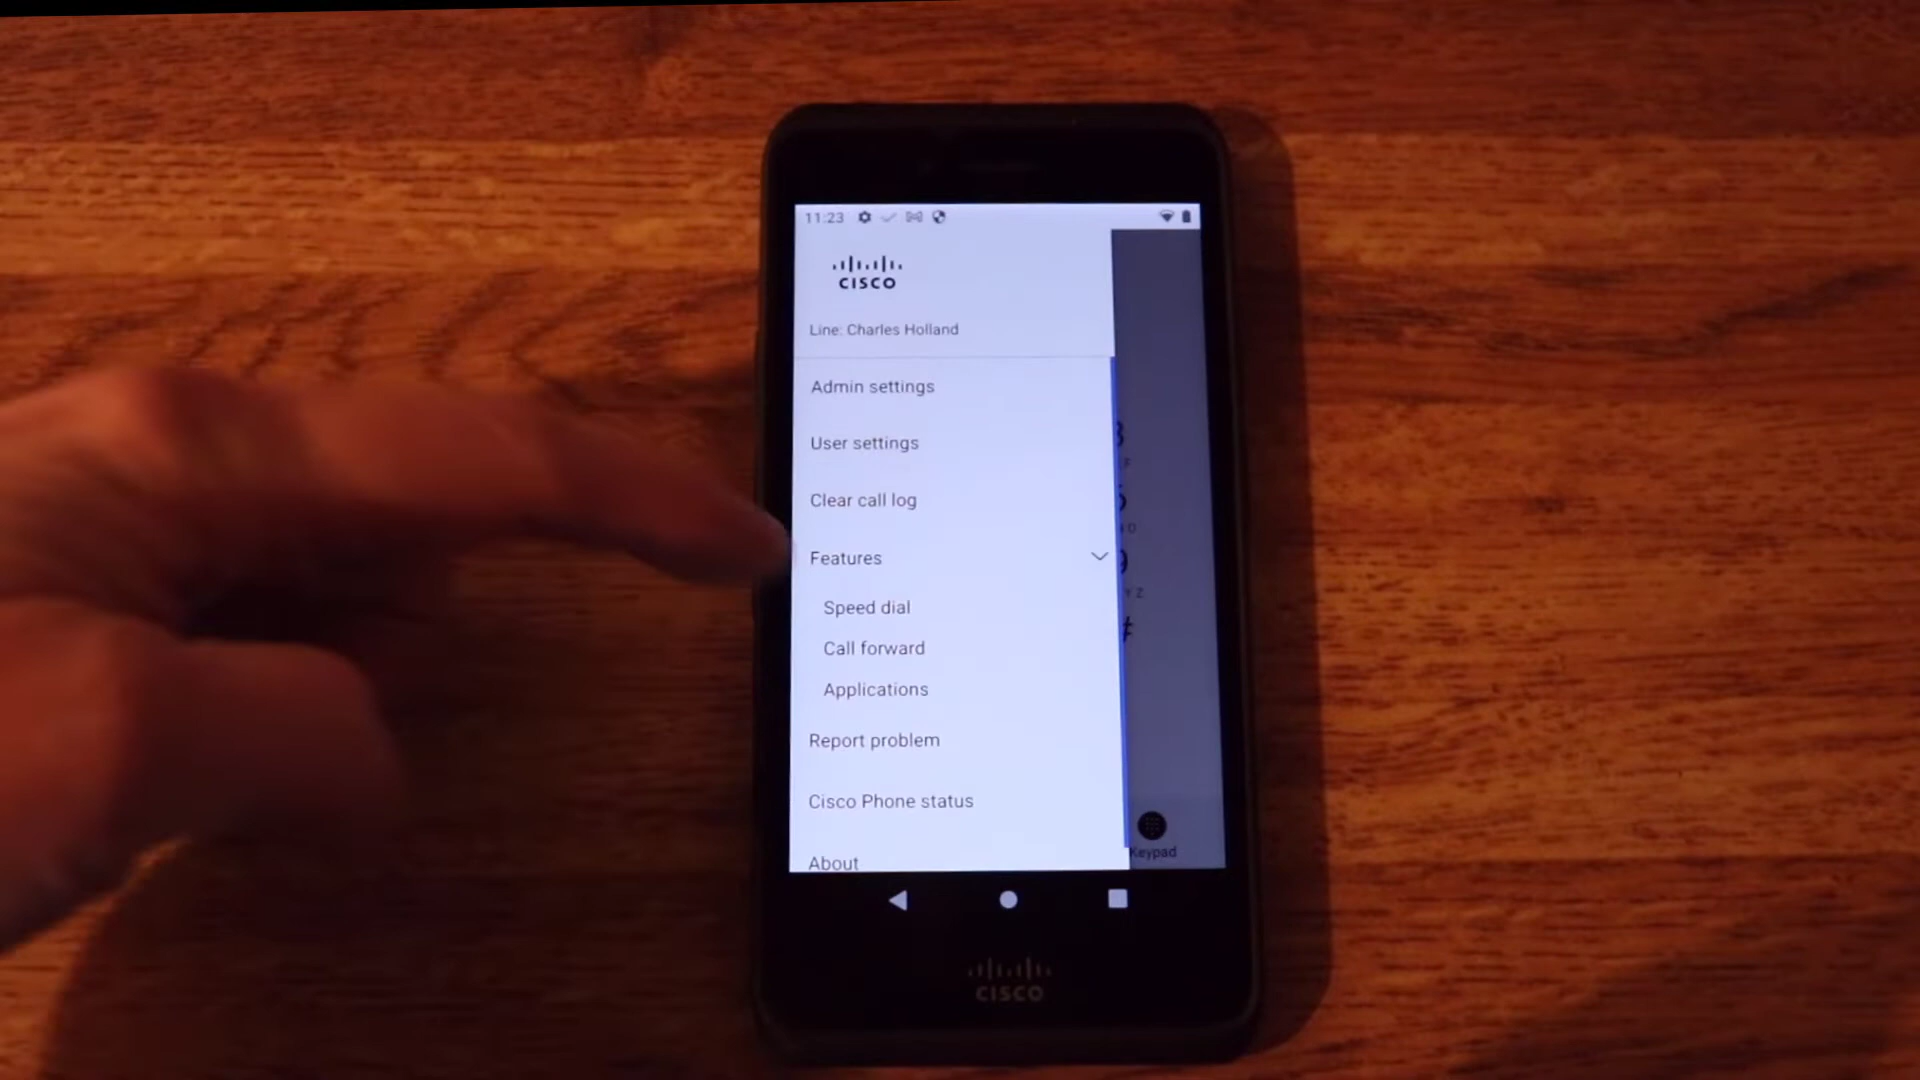 11:23
CISCO
Line: Charles Holland
Admin settings
User settings
Clear call log
Features
Speed dial
Call forward
Applications
Report problem
Cisco Phone status
About
Keypad
CISCO